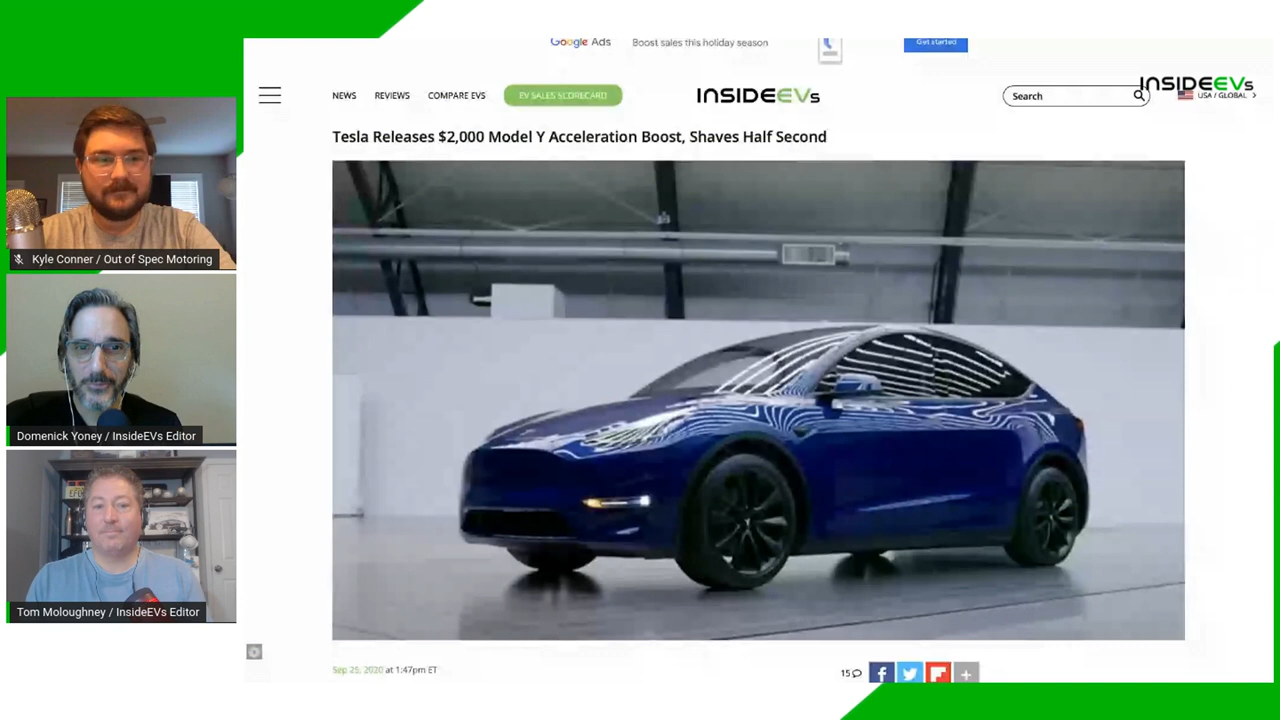 Google Ads
Boost sales this holiday season
Get started
NEWS
REVIEWS
COMPARE EVS
EV SALES SCORECARD
INSIDEEVs
Search
INSIDEEVs
USA / GLOBAL
Tesla Releases $2,000 Model Y Acceleration Boost, Shaves Half Second
Kyle Conner / Out of Spec Motoring
Domenick Yoney / InsideEVs Editor
Tom Moloughney / InsideEVs Editor
Sep 25, 2020 at 1:47pm ET
15